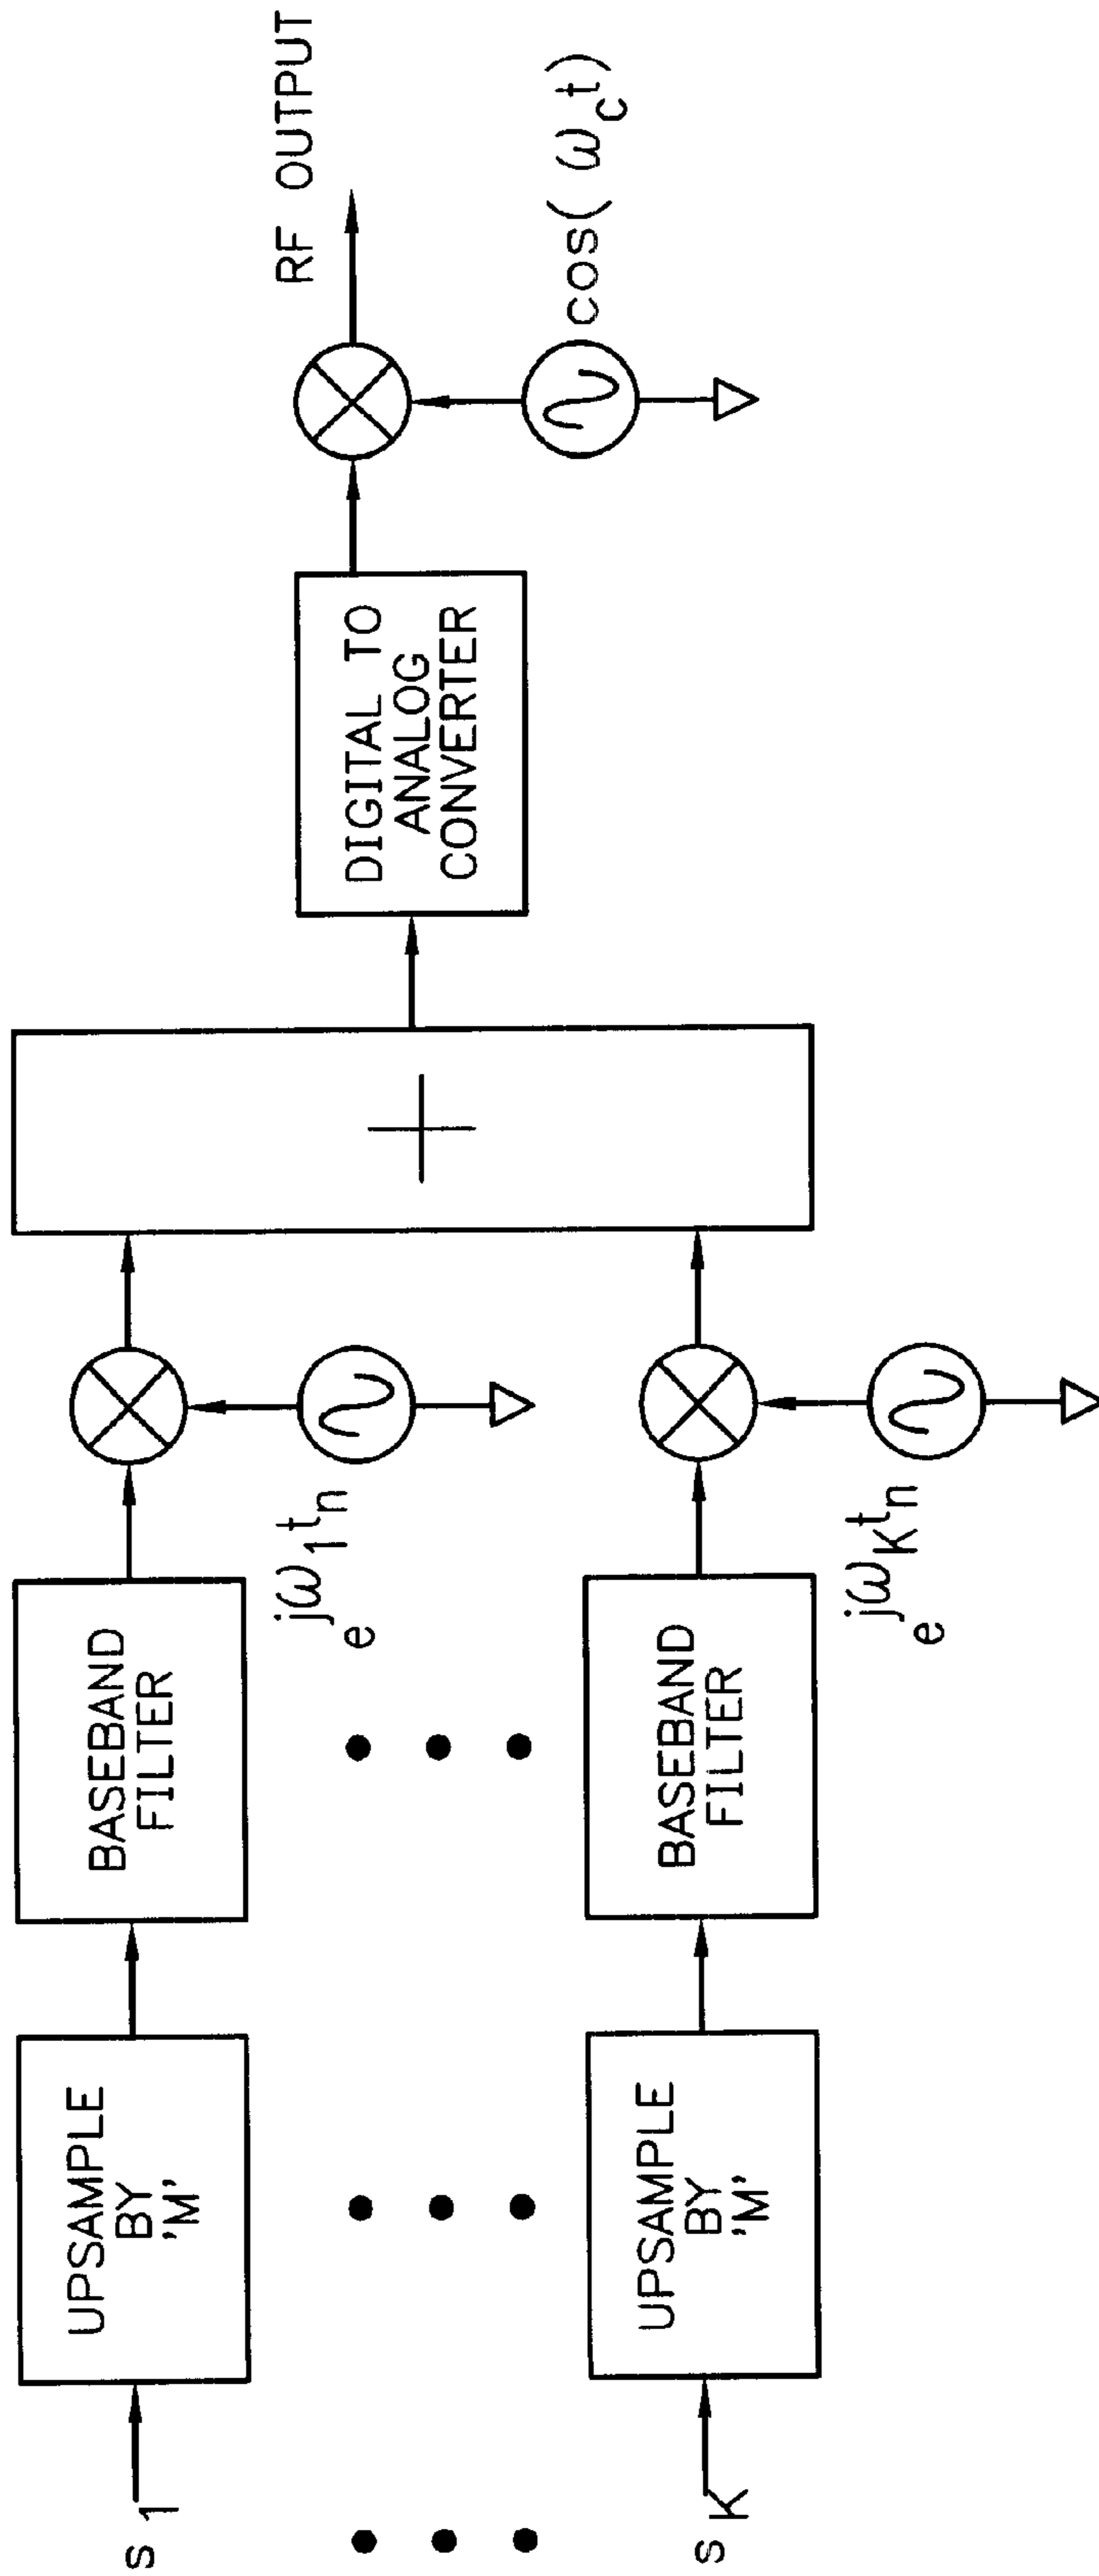 s1
UPSAMPLE
BY
'M'
BASEBAND
FILTER
e^jω1tn
+
DIGITAL TO
ANALOG
CONVERTER
RF OUTPUT
cos( ωct)
sK
UPSAMPLE
BY
'M'
BASEBAND
FILTER
e^jωKtn